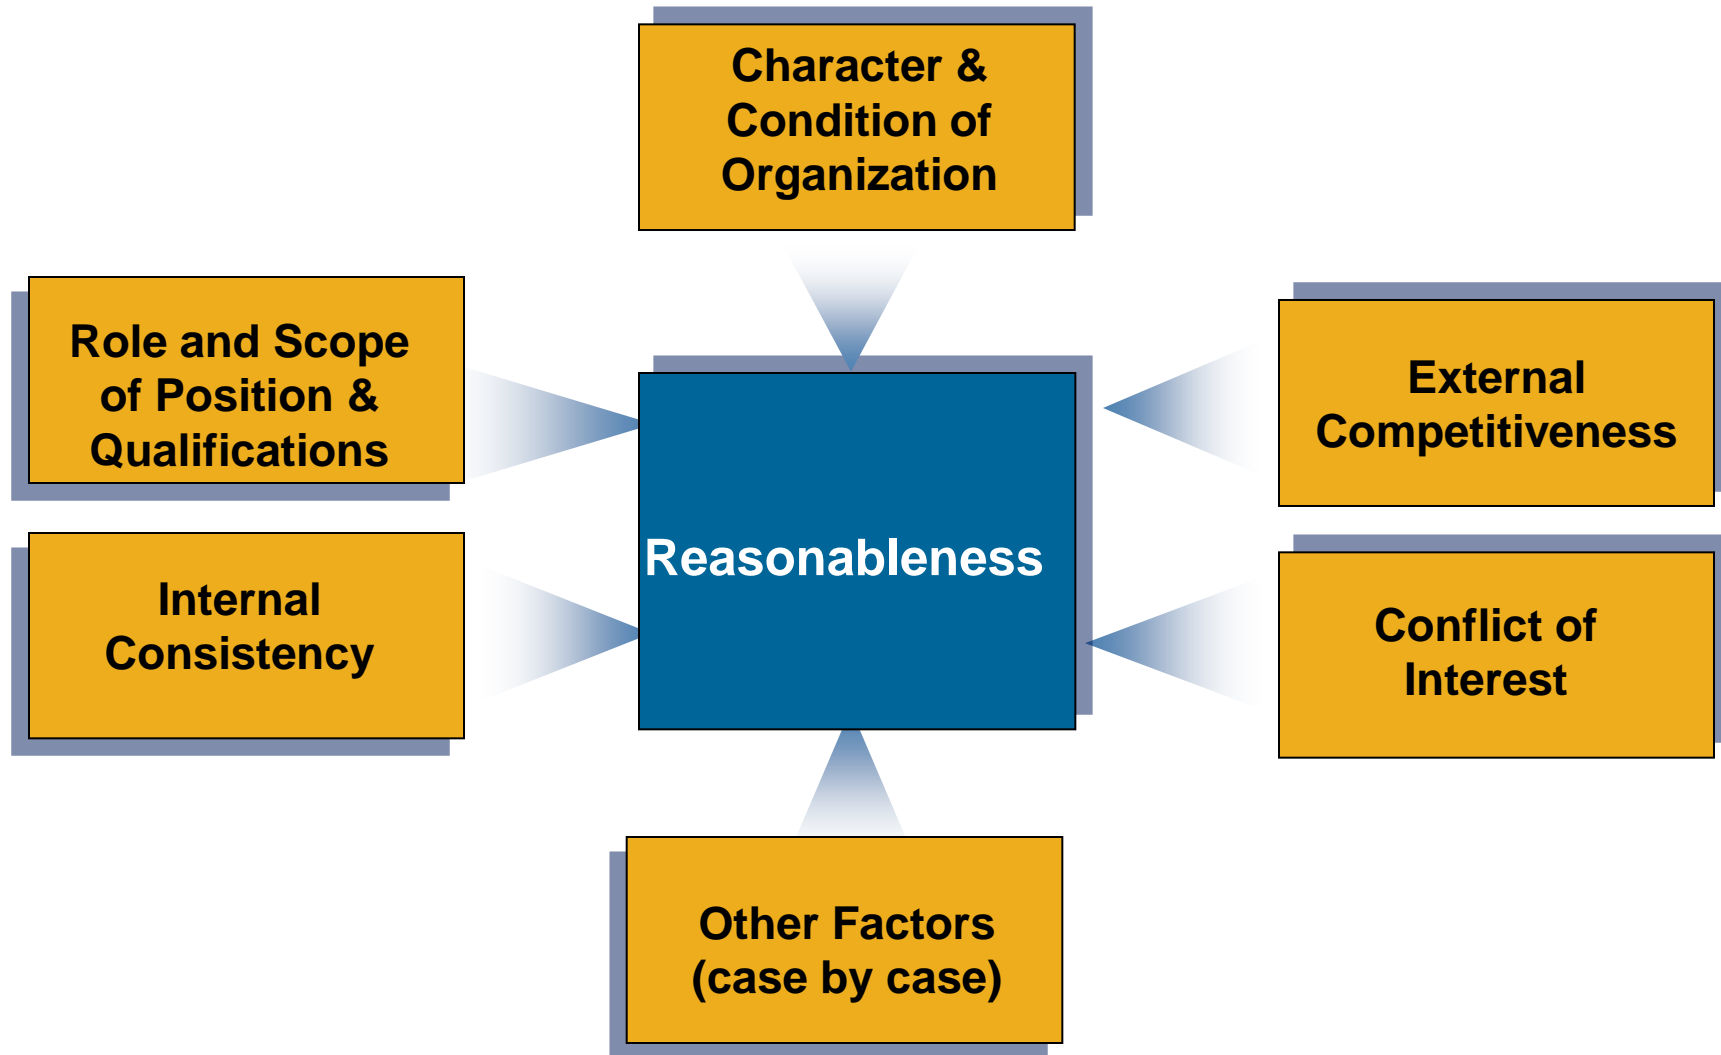 Character &
Condition of
Organization
Role and Scope
of Position &
Qualifications
External
Competitiveness
Reasonableness
Internal
Consistency
Conflict of
Interest
Other Factors
(case by case)